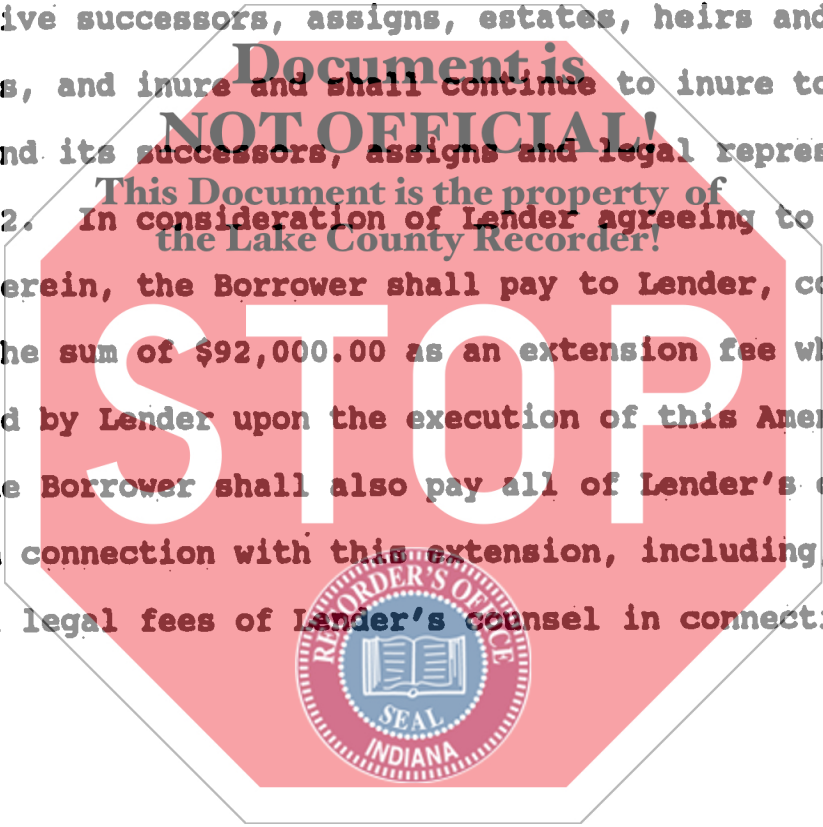 ive successors, assigns, estates, heirs and
Document is
s, and inure and shall continue to inure to
NOT OFFICIAL!
nd its successors, assigns and legal repres
This Document is the property of
2. In consideration of Lender agreeing to
the Lake County Recorder!
erein, the Borrower shall pay to Lender, co
he sum of $92,000.00 as an extension fee wh
STOP
d by Lender upon the execution of this Amen
e Borrower shall also pay all of Lender's
connection with this extension, including,
RECORDER'S OFFICE
legal fees of Lender's counsel in connecti
SEAL
INDIANA